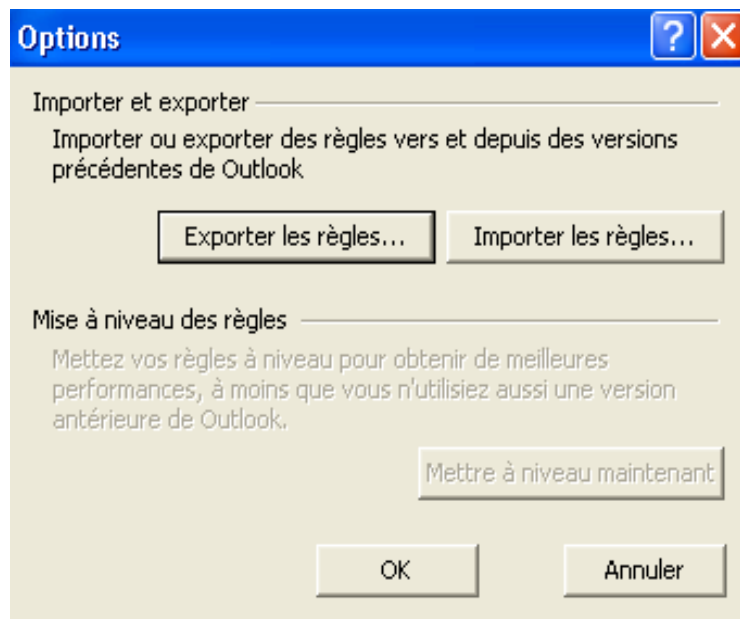 Options
Importer et exporter
Importer ou exporter des règles vers et depuis des versions
précédentes de Outlook
Exporter les règles... Importer les règles...
Mise à niveau des règles
Mettez vos règles à niveau pour obtenir de meilleures
performances, à moins que vous n'utilisiez aussi une version
antérieure de Outlook.
Mettre à niveau maintenant
OK Annuler